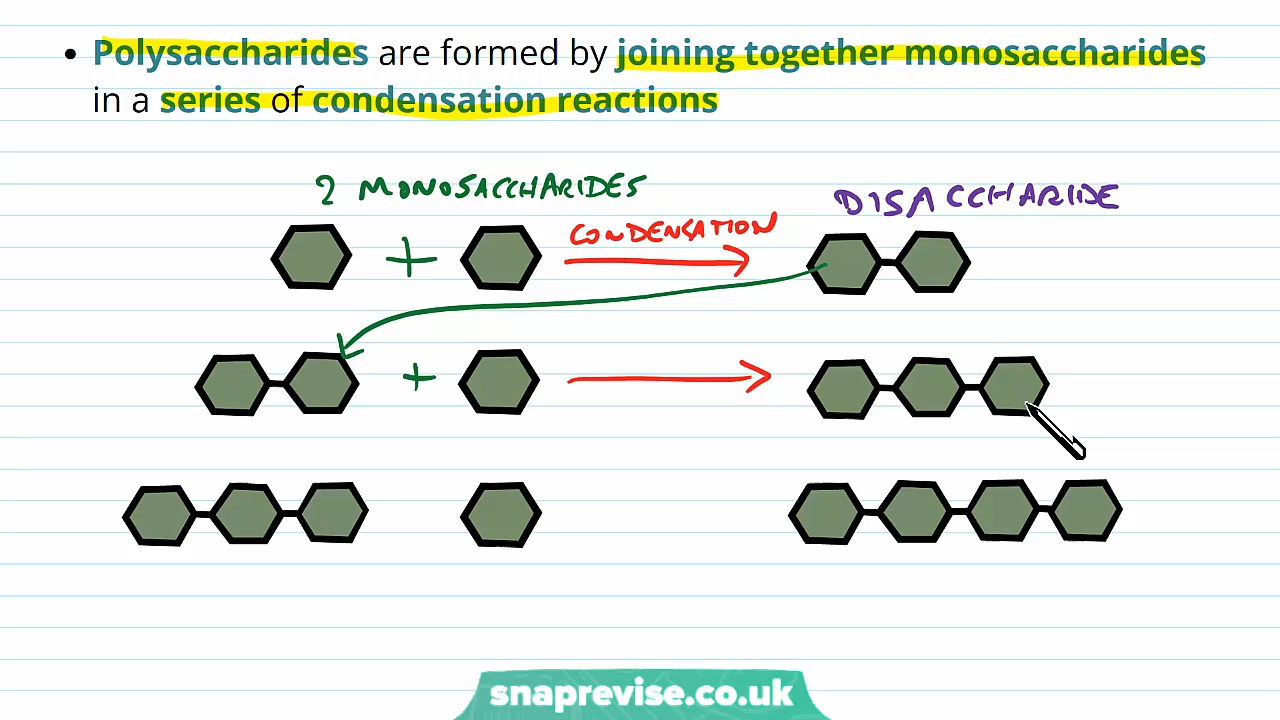 • Polysaccharides are formed by joining together monosaccharides
in a series of condensation reactions
2 MONOSACCHARIDES
DISACCHARIDE
CONDENSATION
+
+
snaprevise.co.uk